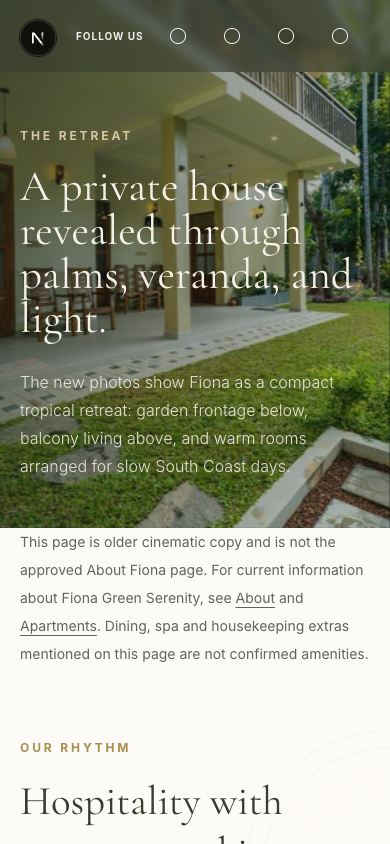 N
FOLLOW US
THE RETREAT
A private house
revealed through
palms, veranda, and
light.
The new photos show Fiona as a compact
tropical retreat: garden frontage below,
balcony living above, and warm rooms
arranged for slow South Coast days.
This page is older cinematic copy and is not the
approved About Fiona page. For current information
about Fiona Green Serenity, see About and
Apartments. Dining, spa and housekeeping extras
mentioned on this page are not confirmed amenities.
OUR RHYTHM
Hospitality with